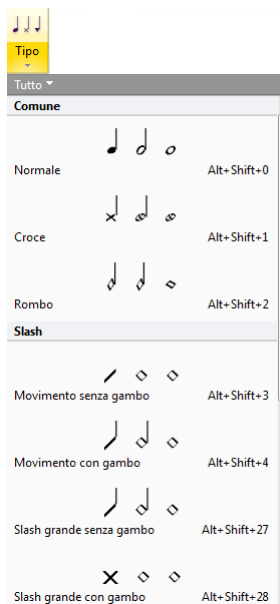 Tipo
Tutto
Comune
Normale Alt+Shift+0
Croce Alt+Shift+1
Rombo Alt+Shift+2
Slash
Movimento senza gambo Alt+Shift+3
Movimento con gambo Alt+Shift+4
Slash grande senza gambo Alt+Shift+27
Slash grande con gambo Alt+Shift+28